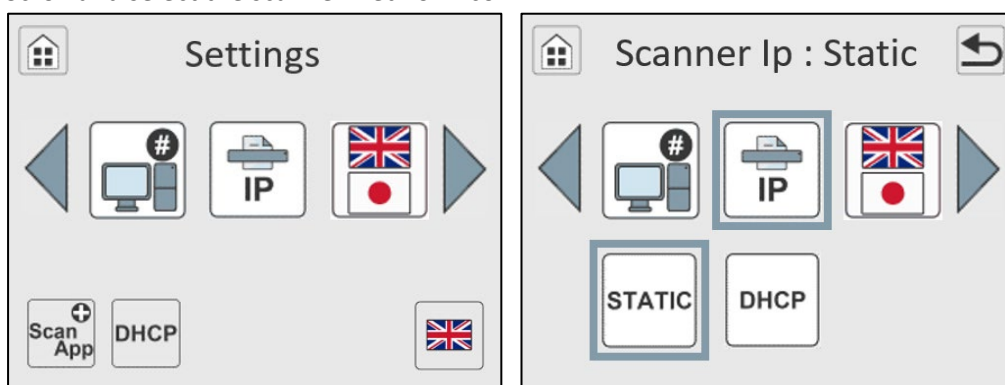 Settings
#
IP
Scan
App
DHCP
Scanner Ip : Static
#
IP
STATIC
DHCP